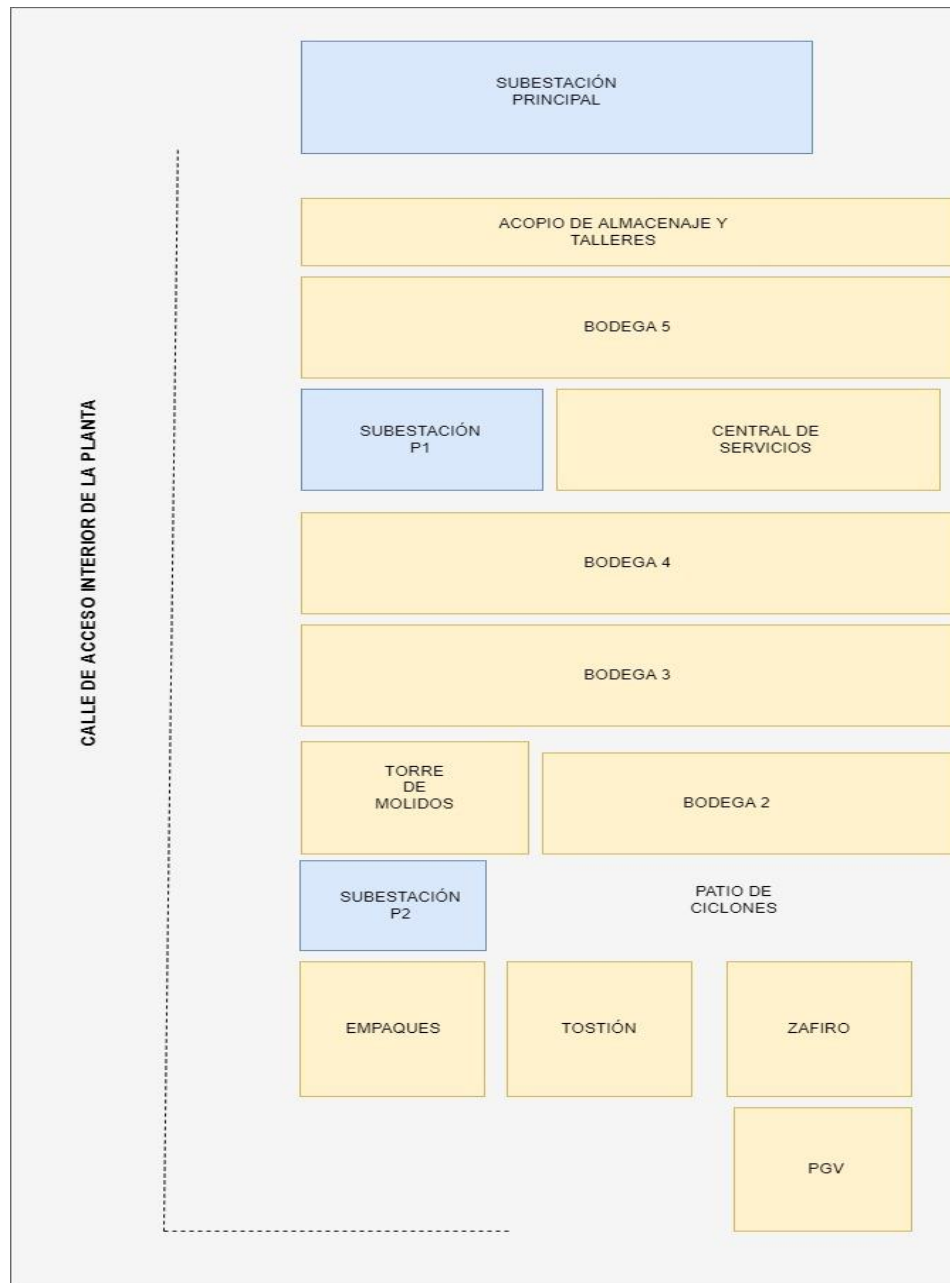 SUBESTACIÓN
PRINCIPAL
ACOPIO DE ALMACENAJE Y
TALLERES
BODEGA 5
SUBESTACIÓN
P1
CENTRAL DE
SERVICIOS
CALLE DE ACCESO INTERIOR DE LA PLANTA
BODEGA 4
BODEGA 3
TORRE
DE
MOLIDOS
BODEGA 2
SUBESTACIÓN
P2
PATIO DE
CICLONES
EMPAQUES
TOSTIÓN
ZAFIRO
PGV